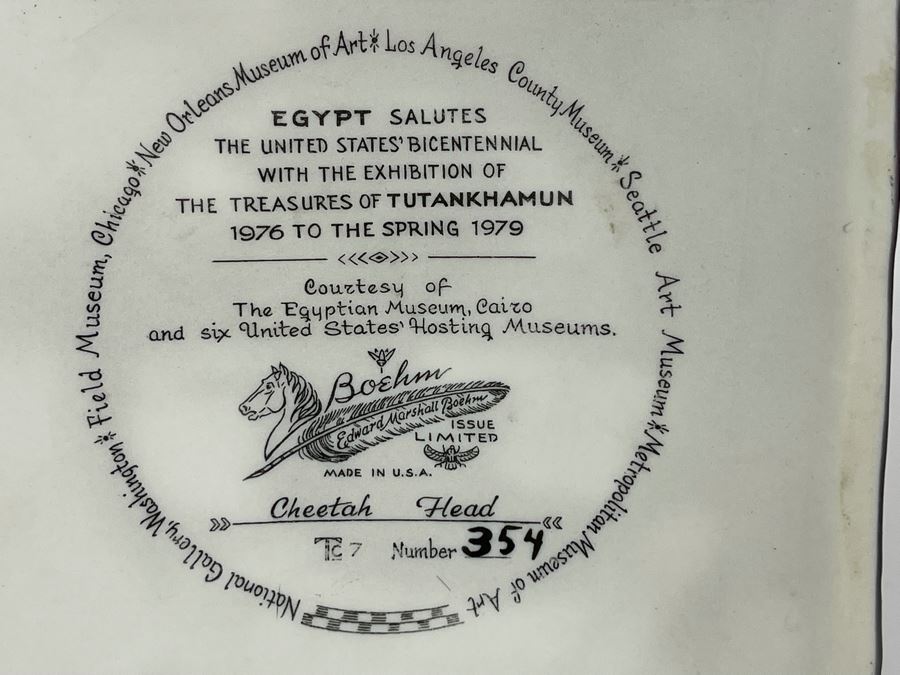 National Gallery, Washington * Field Museum, Chicago * New Orleans Museum of Art * Los Angeles County Museum * Seattle Art Museum * Metropolitan Museum of Art
EGYPT SALUTES
THE UNITED STATES' BICENTENNIAL
WITH THE EXHIBITION OF
THE TREASURES OF TUTANKHAMUN
1976 TO THE SPRING 1979
Courtesy of
The Egyptian Museum, Cairo
and six United States' Hosting Museums.
Boehm
Edward Marshall Boehm
ISSUE
LIMITED
MADE IN U.S.A.
Cheetah Head
TC 7 Number 354